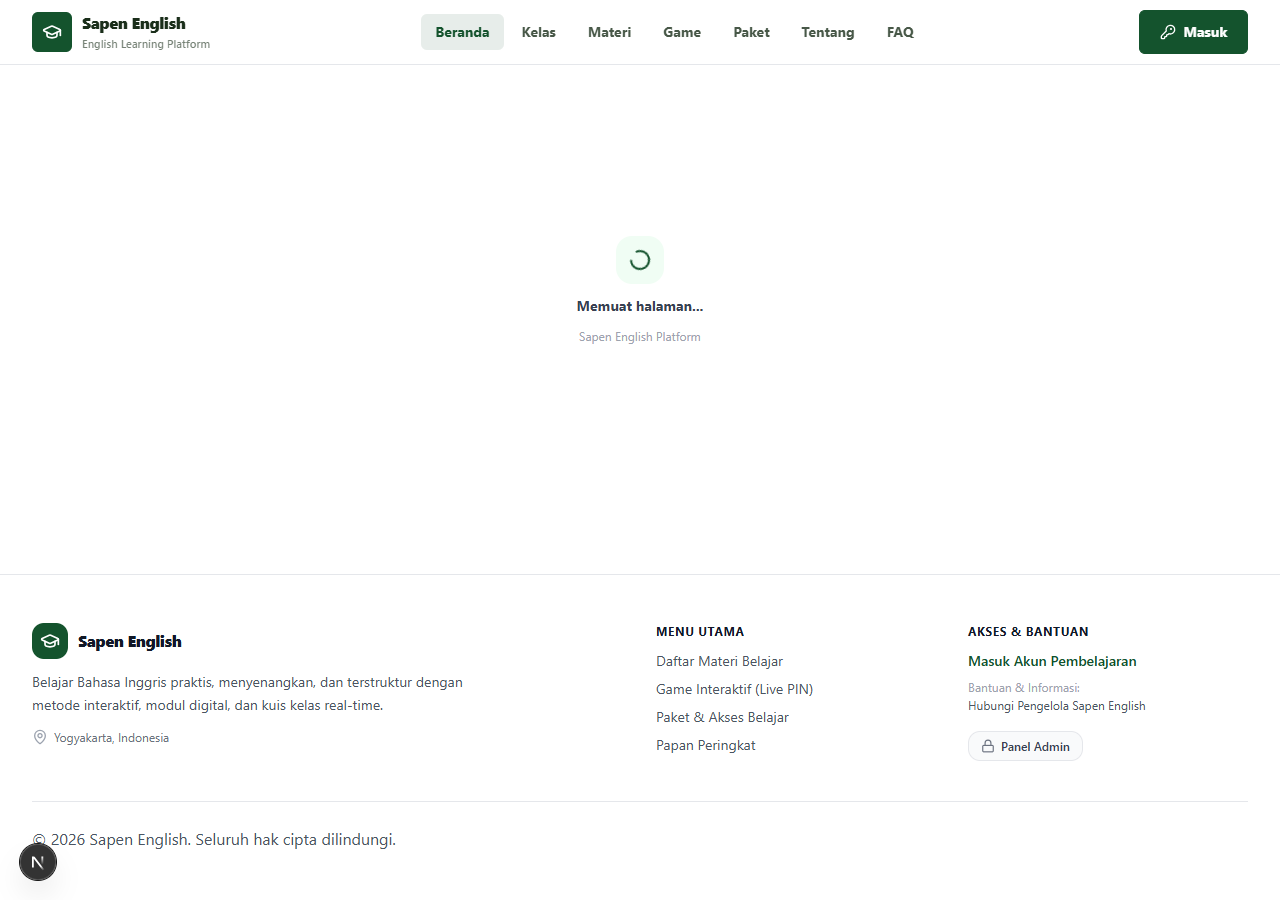 Sapen English
English Learning Platform
Beranda
Kelas
Materi
Game
Paket
Tentang
FAQ
Masuk
Memuat halaman...
Sapen English Platform
Sapen English
Belajar Bahasa Inggris praktis, menyenangkan, dan terstruktur dengan
metode interaktif, modul digital, dan kuis kelas real-time.
Yogyakarta, Indonesia
MENU UTAMA
Daftar Materi Belajar
Game Interaktif (Live PIN)
Paket & Akses Belajar
Papan Peringkat
AKSES & BANTUAN
Masuk Akun Pembelajaran
Bantuan & Informasi:
Hubungi Pengelola Sapen English
Panel Admin
© 2026 Sapen English. Seluruh hak cipta dilindungi.
N